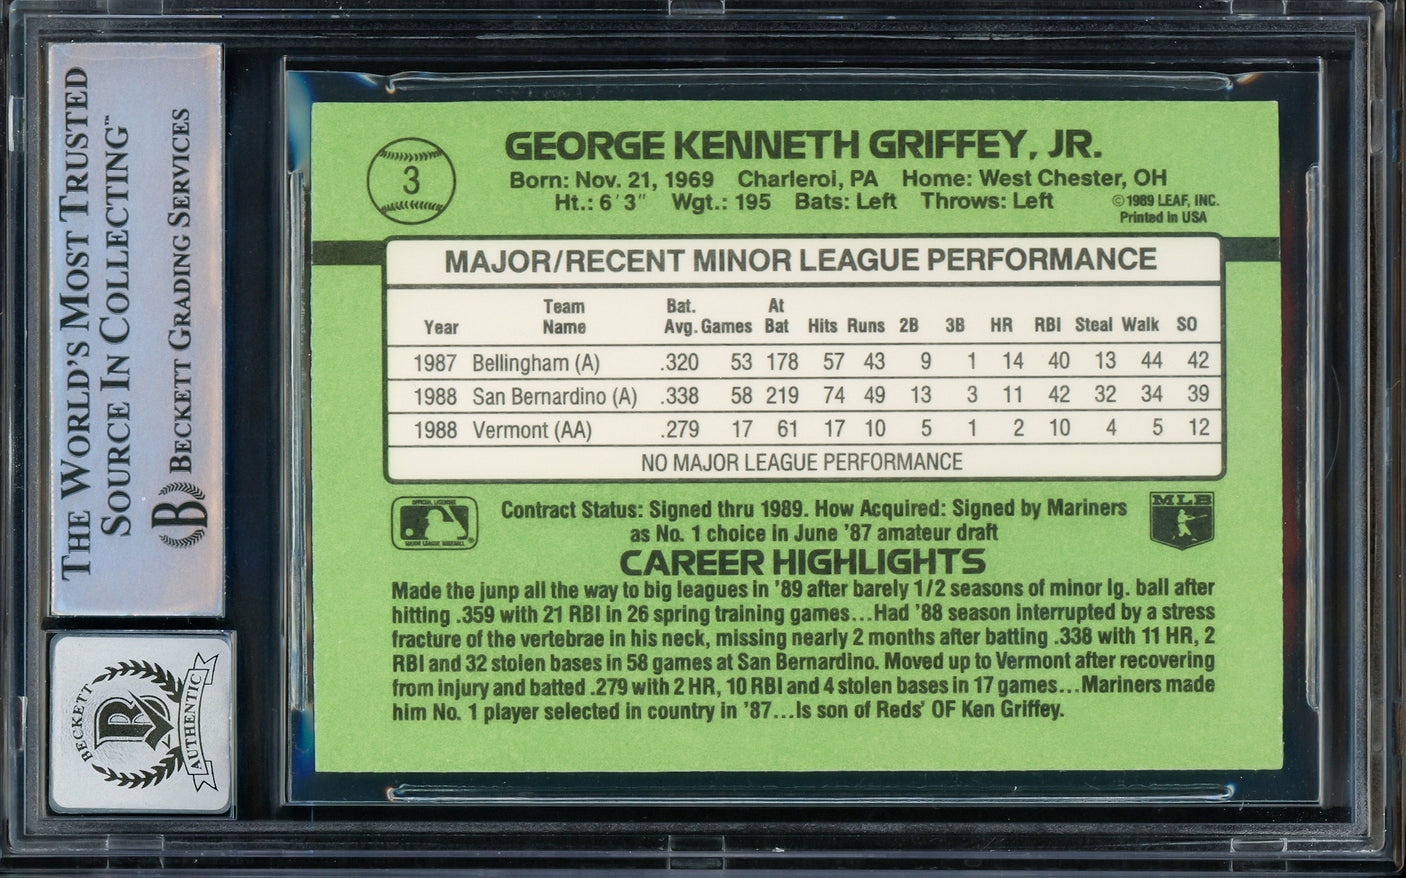 THE WORLD'S MOST TRUSTED
SOURCE IN COLLECTING™
BECKETT GRADING SERVICES
B
BECKETT
B
AUTHENTIC
3
GEORGE KENNETH GRIFFEY, JR.
Born: Nov. 21, 1969 Charleroi, PA Home: West Chester, OH
Ht.: 6'3" Wgt.: 195 Bats: Left Throws: Left
©1989 LEAF, INC.
Printed in USA
MAJOR/RECENT MINOR LEAGUE PERFORMANCE
Year Team Name Bat. Avg. Games At Bat Hits Runs 2B 3B HR RBI Steal Walk SO
1987 Bellingham (A) .320 53 178 57 43 9 1 14 40 13 44 42
1988 San Bernardino (A) .338 58 219 74 49 13 3 11 42 32 34 39
1988 Vermont (AA) .279 17 61 17 10 5 1 2 10 4 5 12
NO MAJOR LEAGUE PERFORMANCE
OFFICIAL LICENSEE
MAJOR LEAGUE BASEBALL
Contract Status: Signed thru 1989. How Acquired: Signed by Mariners
as No. 1 choice in June '87 amateur draft
MLB
CAREER HIGHLIGHTS
Made the junp all the way to big leagues in '89 after barely 1/2 seasons of minor lg. ball after
hitting .359 with 21 RBI in 26 spring training games...Had '88 season interrupted by a stress
fracture of the vertebrae in his neck, missing nearly 2 months after batting .338 with 11 HR, 2
RBI and 32 stolen bases in 58 games at San Bernardino. Moved up to Vermont after recovering
from injury and batted .279 with 2 HR, 10 RBI and 4 stolen bases in 17 games...Mariners made
him No. 1 player selected in country in '87...Is son of Reds' OF Ken Griffey.